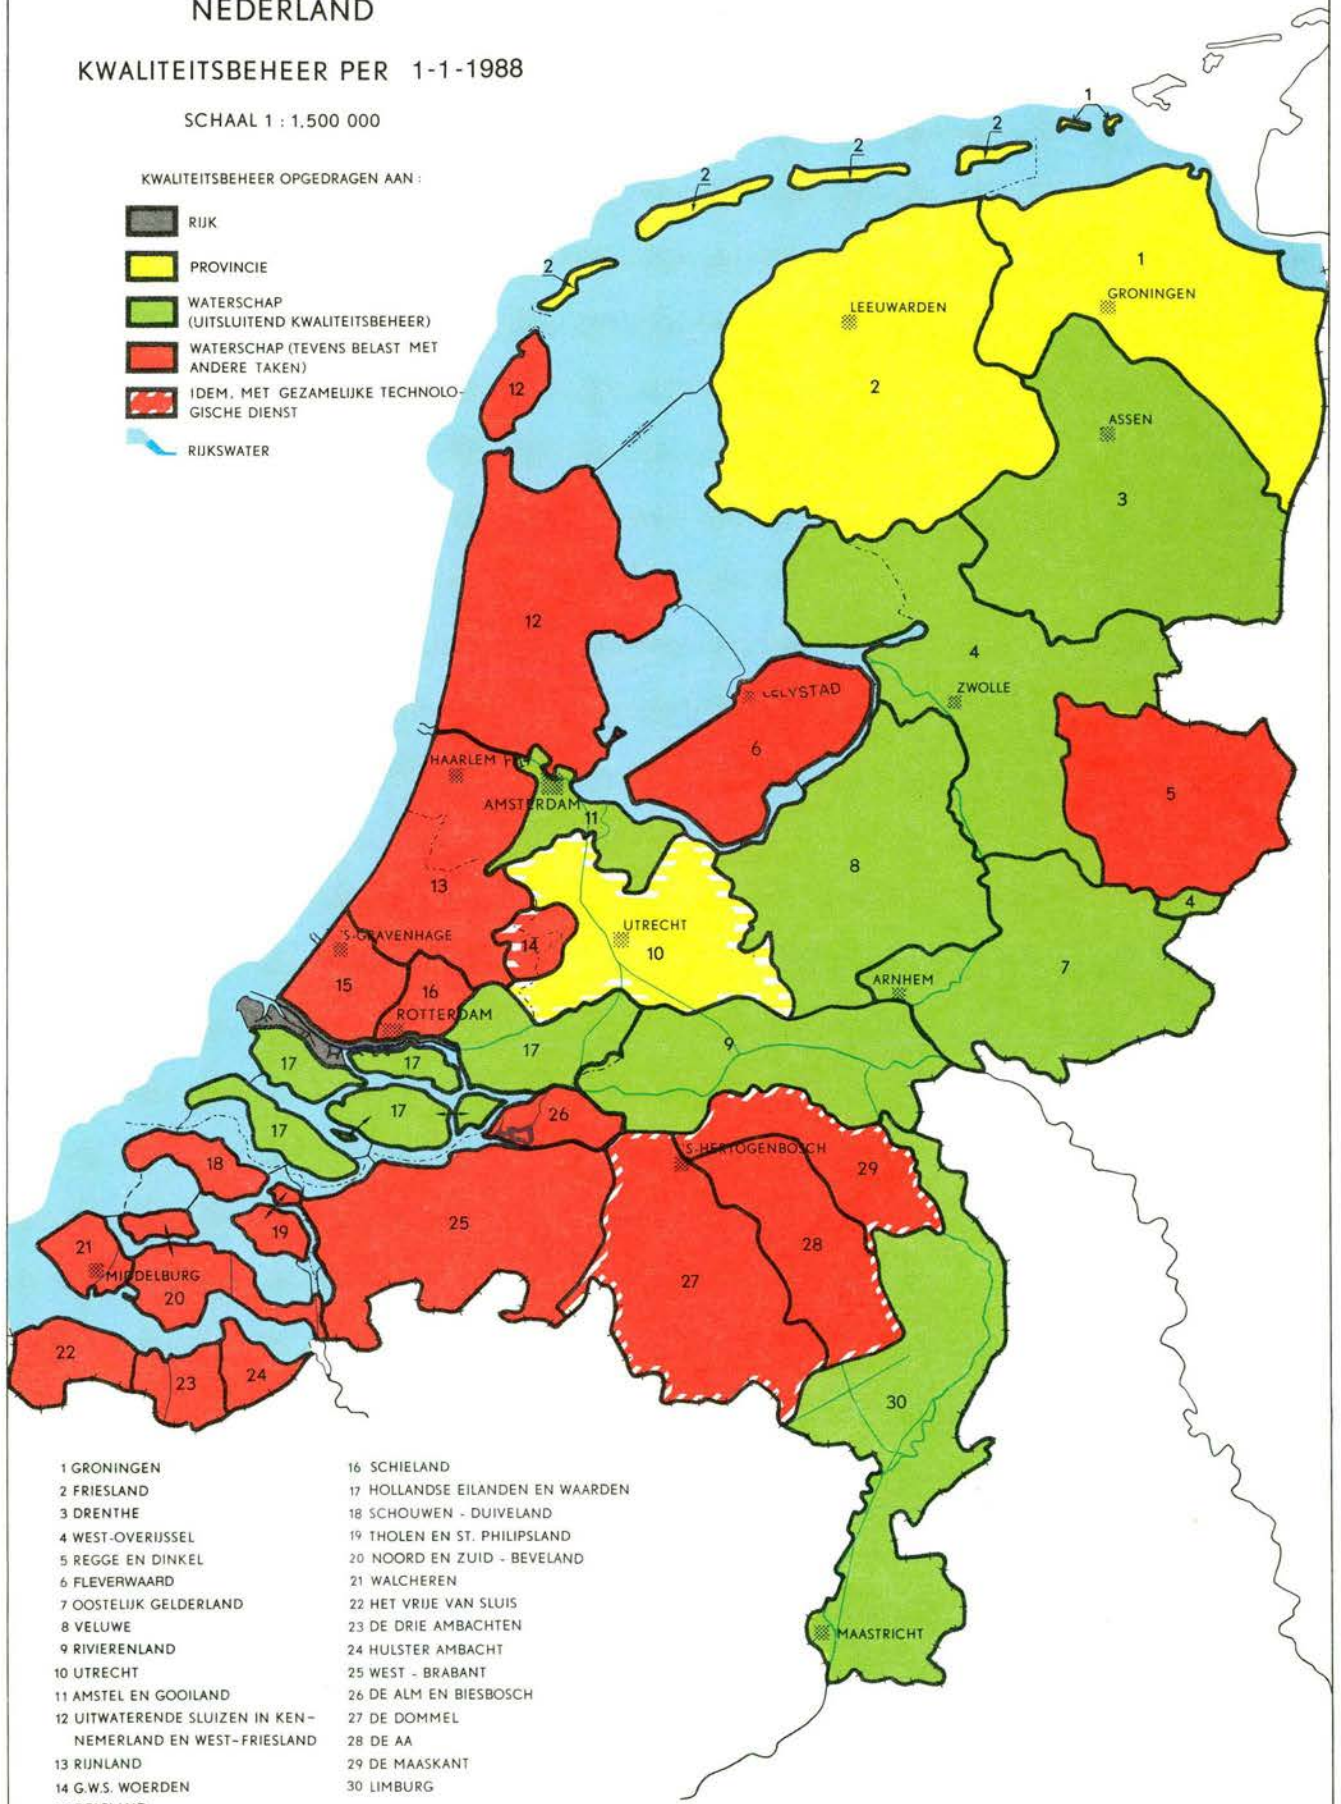 NEDERLAND
KWALITEITSBEHEER PER 1-1-1988
SCHAAL 1 : 1,500 000
KWALITEITSBEHEER OPGEDRAGEN AAN :
RIJK
PROVINCIE
WATERSCHAP
(UITSLUITEND KWALITEITSBEHEER)
WATERSCHAP (TEVENS BELAST MET
ANDERE TAKEN)
IDEM, MET GEZAMELIJKE TECHNOLO-
GISCHE DIENST
RIJKSWATER
1
2
2
2
2
1
GRONINGEN
LEEUWARDEN
2
12
ASSEN
3
12
4
LELYSTAD
ZWOLLE
6
HAARLEM
AMSTERDAM
11
5
8
13
4
'S-GRAVENHAGE
UTRECHT
14
10
7
15
16
ARNHEM
ROTTERDAM
17
17
17
9
17
26
17
'S-HERTOGENBOSCH
18
29
25
19
21
28
MIDDELBURG
20
27
22
23
24
30
MAASTRICHT
1 GRONINGEN
2 FRIESLAND
3 DRENTHE
4 WEST-OVERIJSSEL
5 REGGE EN DINKEL
6 FLEVERWAARD
7 OOSTELIJK GELDERLAND
8 VELUWE
9 RIVIERENLAND
10 UTRECHT
11 AMSTEL EN GOOILAND
12 UITWATERENDE SLUIZEN IN KEN-
NEMERLAND EN WEST-FRIESLAND
13 RIJNLAND
14 G.W.S. WOERDEN
16 SCHIELAND
17 HOLLANDSE EILANDEN EN WAARDEN
18 SCHOUWEN - DUIVELAND
19 THOLEN EN ST. PHILIPSLAND
20 NOORD EN ZUID - BEVELAND
21 WALCHEREN
22 HET VRIJE VAN SLUIS
23 DE DRIE AMBACHTEN
24 HULSTER AMBACHT
25 WEST - BRABANT
26 DE ALM EN BIESBOSCH
27 DE DOMMEL
28 DE AA
29 DE MAASKANT
30 LIMBURG